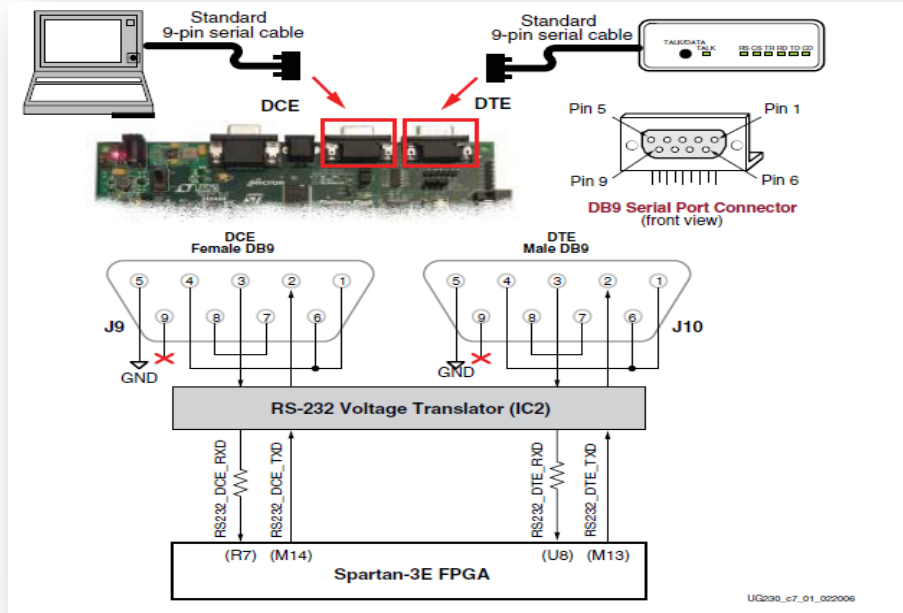 Standard
9-pin serial cable
Standard
9-pin serial cable
TALK/DATA
TALK
RS CS TR RD TD CD
DCE
DTE
Pin 5
Pin 1
Pin 9
Pin 6
DB9 Serial Port Connector
(front view)
DCE
Female DB9
DTE
Male DB9
5 4 3 2 1
5 4 3 2 1
9 8 7 6
9 8 7 6
J9
J10
GND
GND
RS-232 Voltage Translator (IC2)
RS232_DCE_RXD
RS232_DCE_TXD
RS232_DTE_RXD
RS232_DTE_TXD
(R7) (M14)
(U8) (M13)
Spartan-3E FPGA
UG230_c7_01_022006